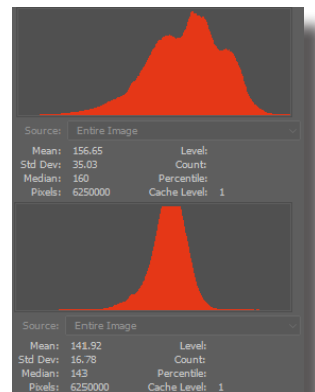 Source: Entire Image
Mean: 156.65 Level:
Std Dev: 35.03 Count:
Median: 160 Percentile:
Pixels: 6250000 Cache Level: 1
Source: Entire Image
Mean: 141.92 Level:
Std Dev: 16.78 Count:
Median: 143 Percentile:
Pixels: 6250000 Cache Level: 1